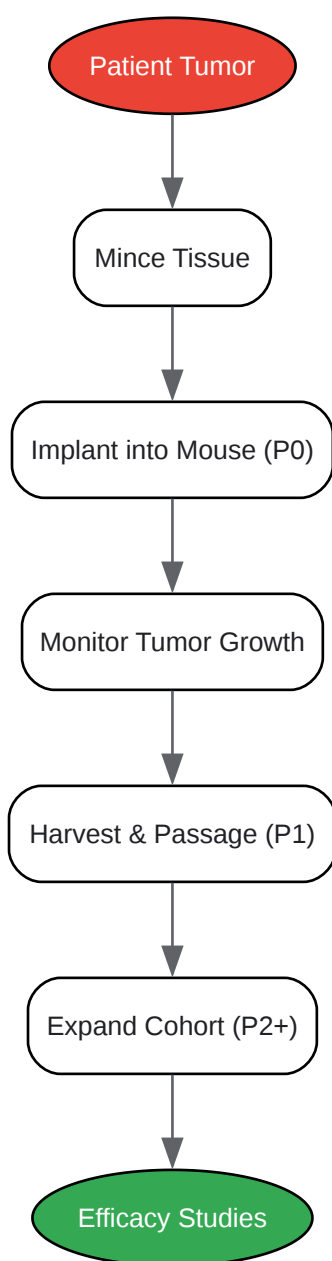 Patient Tumor
Mince Tissue
Implant into Mouse (P0)
Monitor Tumor Growth
Harvest & Passage (P1)
Expand Cohort (P2+)
Efficacy Studies